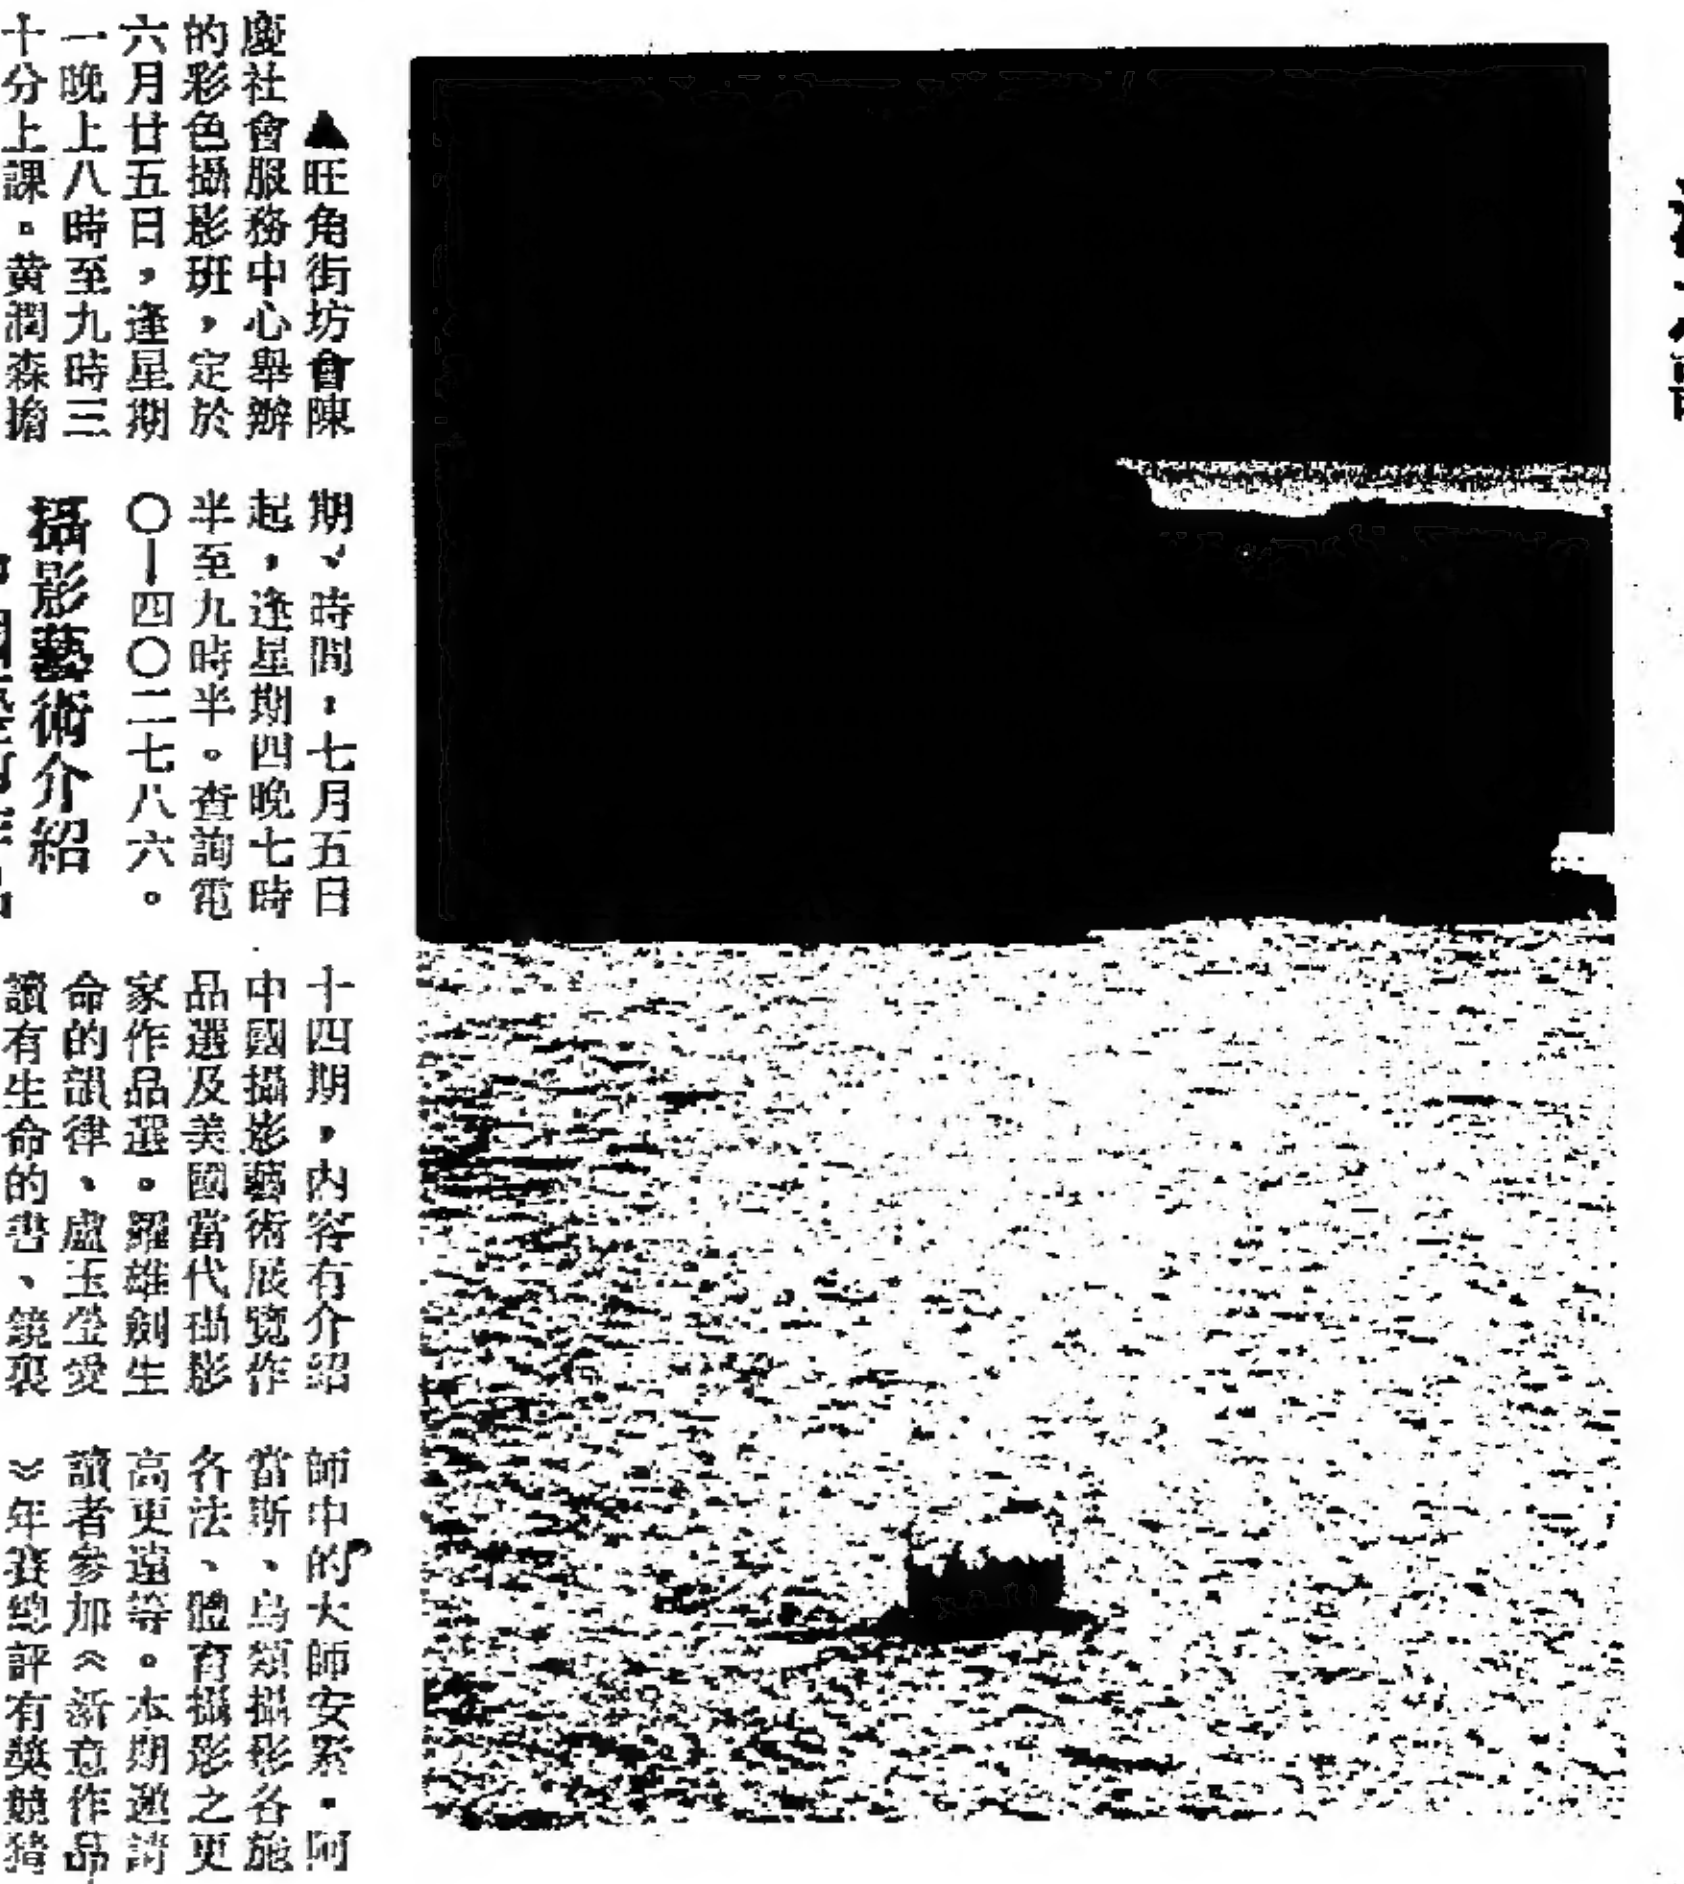 ▲旺角街坊會陳
慶社會服務中心舉辦
的彩色攝影班，定於
六月廿五日，逢星期
一晚上八時至九時三
十分上課。黃潤森擔
期、時間：七月五日
起，逢星期四晚七時
半至九時半。查詢電
〇－四〇二七八六。
攝影藝術介紹
十四期，內容有介紹
中國攝影藝術展覽作
品選及美國當代攝影
家作品選。羅雄劍生
命的韻律、盧玉瑩愛
讀有生命的書、鏡裏
師中的大師安素·阿
當斯、鳥類攝影各施
各法、體育攝影之更
高更遠等。本期邀請
讀者參加《新意作品
》年賽總評有獎競猜